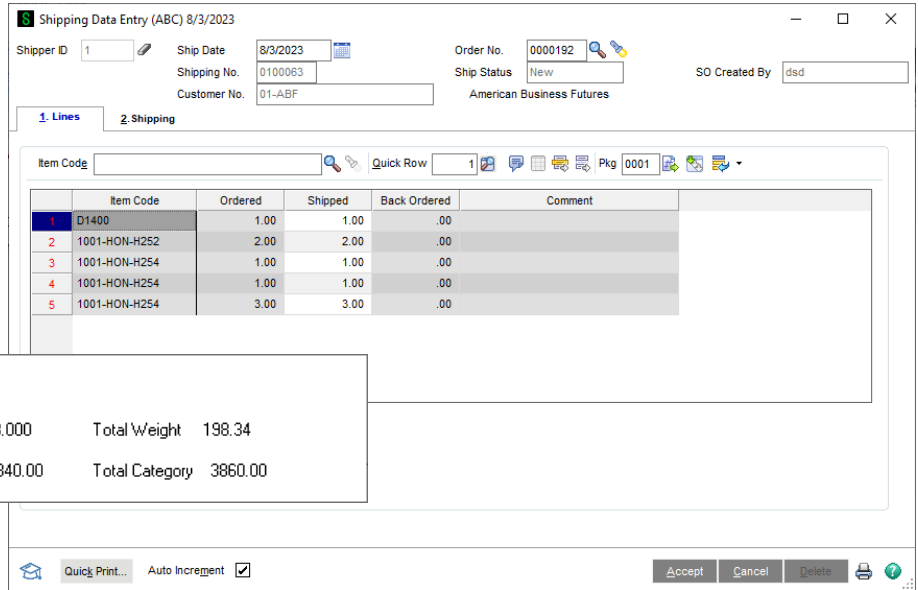 S Shipping Data Entry (ABC) 8/3/2023
Shipper ID 1 Ship Date 8/3/2023 Order No. 0000192
Shipping No. 0100063 Ship Status New SO Created By dsd
Customer No. 01-ABF American Business Futures
1. Lines 2. Shipping
Item Code Quick Row 1 Pkg 0001
Item Code Ordered Shipped Back Ordered Comment
1 D1400 1.00 1.00 .00
2 1001-HON-H252 2.00 2.00 .00
3 1001-HON-H254 1.00 1.00 .00
4 1001-HON-H254 1.00 1.00 .00
5 1001-HON-H254 3.00 3.00 .00
.000 Total Weight 198.34
340.00 Total Category 3860.00
Quick Print... Auto Increment Accept Cancel Delete